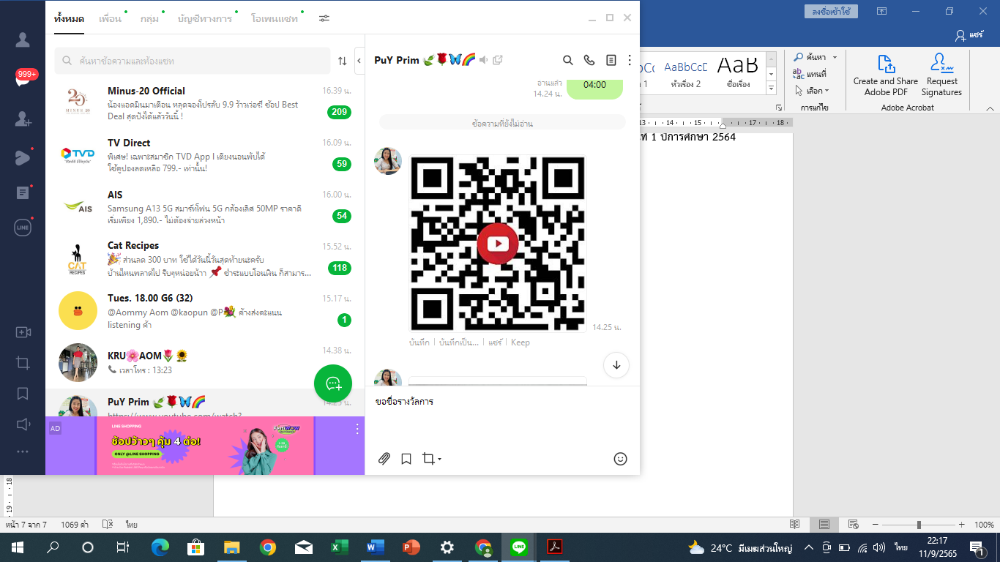 ทั้งหมด เพื่อน กลุ่ม บัญชีทางการ โอเพนแชท
ลงชื่อเข้าใช้
แชร์
999+
ค้นหาข้อความและห้องแชท
Minus-20 Official 16.39 น.
น้องแอดมินมาเตือน หลุดจองโปรลับ 9.9 ว้าวเว่อร์! ช้อป Best
Deal สุดปังได้แล้ววันนี้ ! 209
TV Direct 16.09 น.
พิเศษ! เฉพาะสมาชิก TVD App l เตียงนอนพับได้
ใช้คูปองลดเหลือ 799.- เท่านั้น! 59
AIS 16.00 น.
Samsung A13 5G สมาร์ทโฟน 5G กล้องเลิศ 50MP ราคาดี
เริ่มเพียง 1,890.- ไม่ต้องจ่ายล่วงหน้า 54
Cat Recipes 15.52 น.
🎉 ส่วนลด 300 บาท ใช้ได้วันนี้วันสุดท้ายนะครับ
บ้านไหนพลาดไป รีบๆหน่อยน้าา 📌 ชำระแบบโอนเงิน ก็สามาร... 118
Tues. 18.00 G6 (32) 15.17 น.
@Aommy Aom @kaopun @P💐 ค้างส่งคะแนน
listening ค้า 1
KRU🌸AOM🌷🌻 14.38 น.
📞 เวลาโทร : 13:23
PuY Prim 🍃🌹🦋🌈 14.25 น.
https://www.youtube.com/watch?
AD
LINE SHOPPING
ช้อปว้าวๆ คุ้ม 4 ต่อ!
ONLY @LINE SHOPPING
PuY Prim 🍃🌹🦋🌈
อ่านแล้ว
14.24 น.
04:00
ข้อความที่ยังไม่อ่าน
14.25 น.
บันทึก | บันทึกเป็น... | แชร์ | Keep
ขอชื่อรางวัลการ
AaBbCcD AaB
หัวเรื่อง 2 ชื่อเรื่อง
ค้นหา
แทนที่
เลือก
การแก้ไข
Create and Share
Adobe PDF
Request
Signatures
Adobe Acrobat
13 14 15 16 17 18
1 ปีการศึกษา 2564
LINE
18
19
หน้า 7 จาก 7 1069 คำ ไทย
100%
24°C มีเมฆส่วนใหญ่
ไทย
22:17
11/9/2565
1